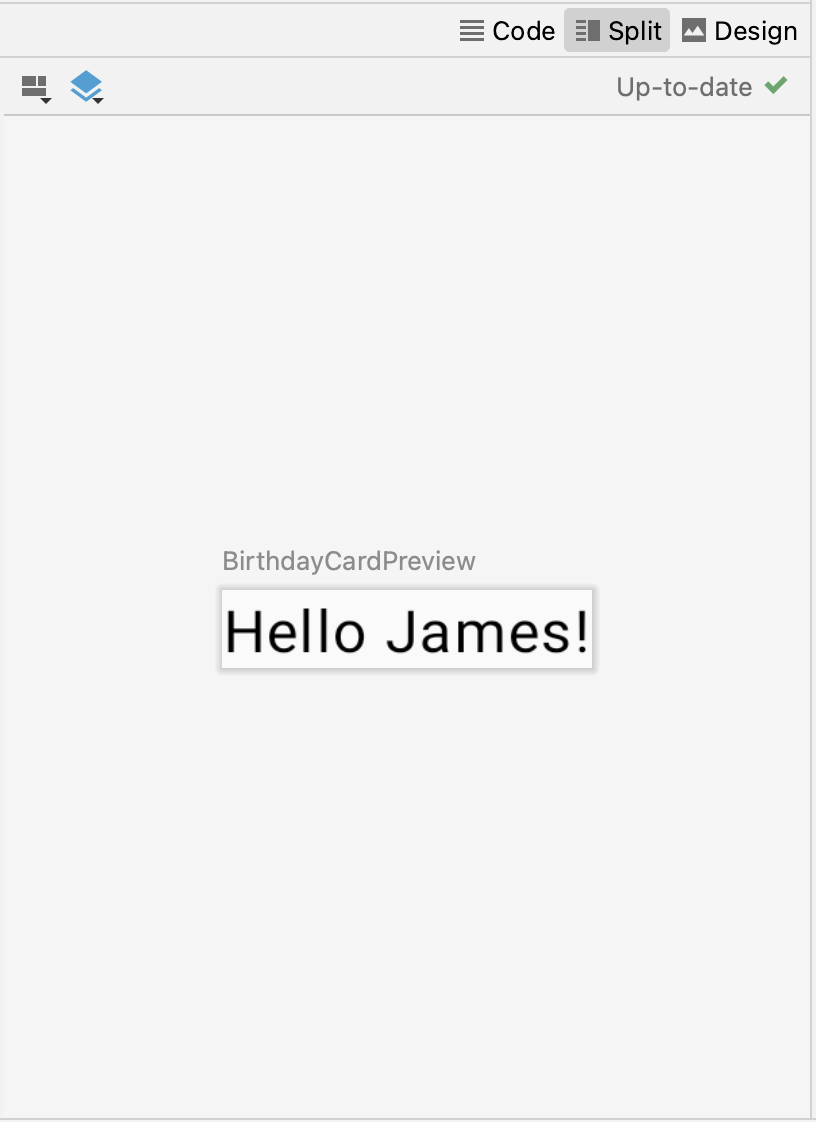 Code Split Design
Up-to-date
BirthdayCardPreview
Hello James!